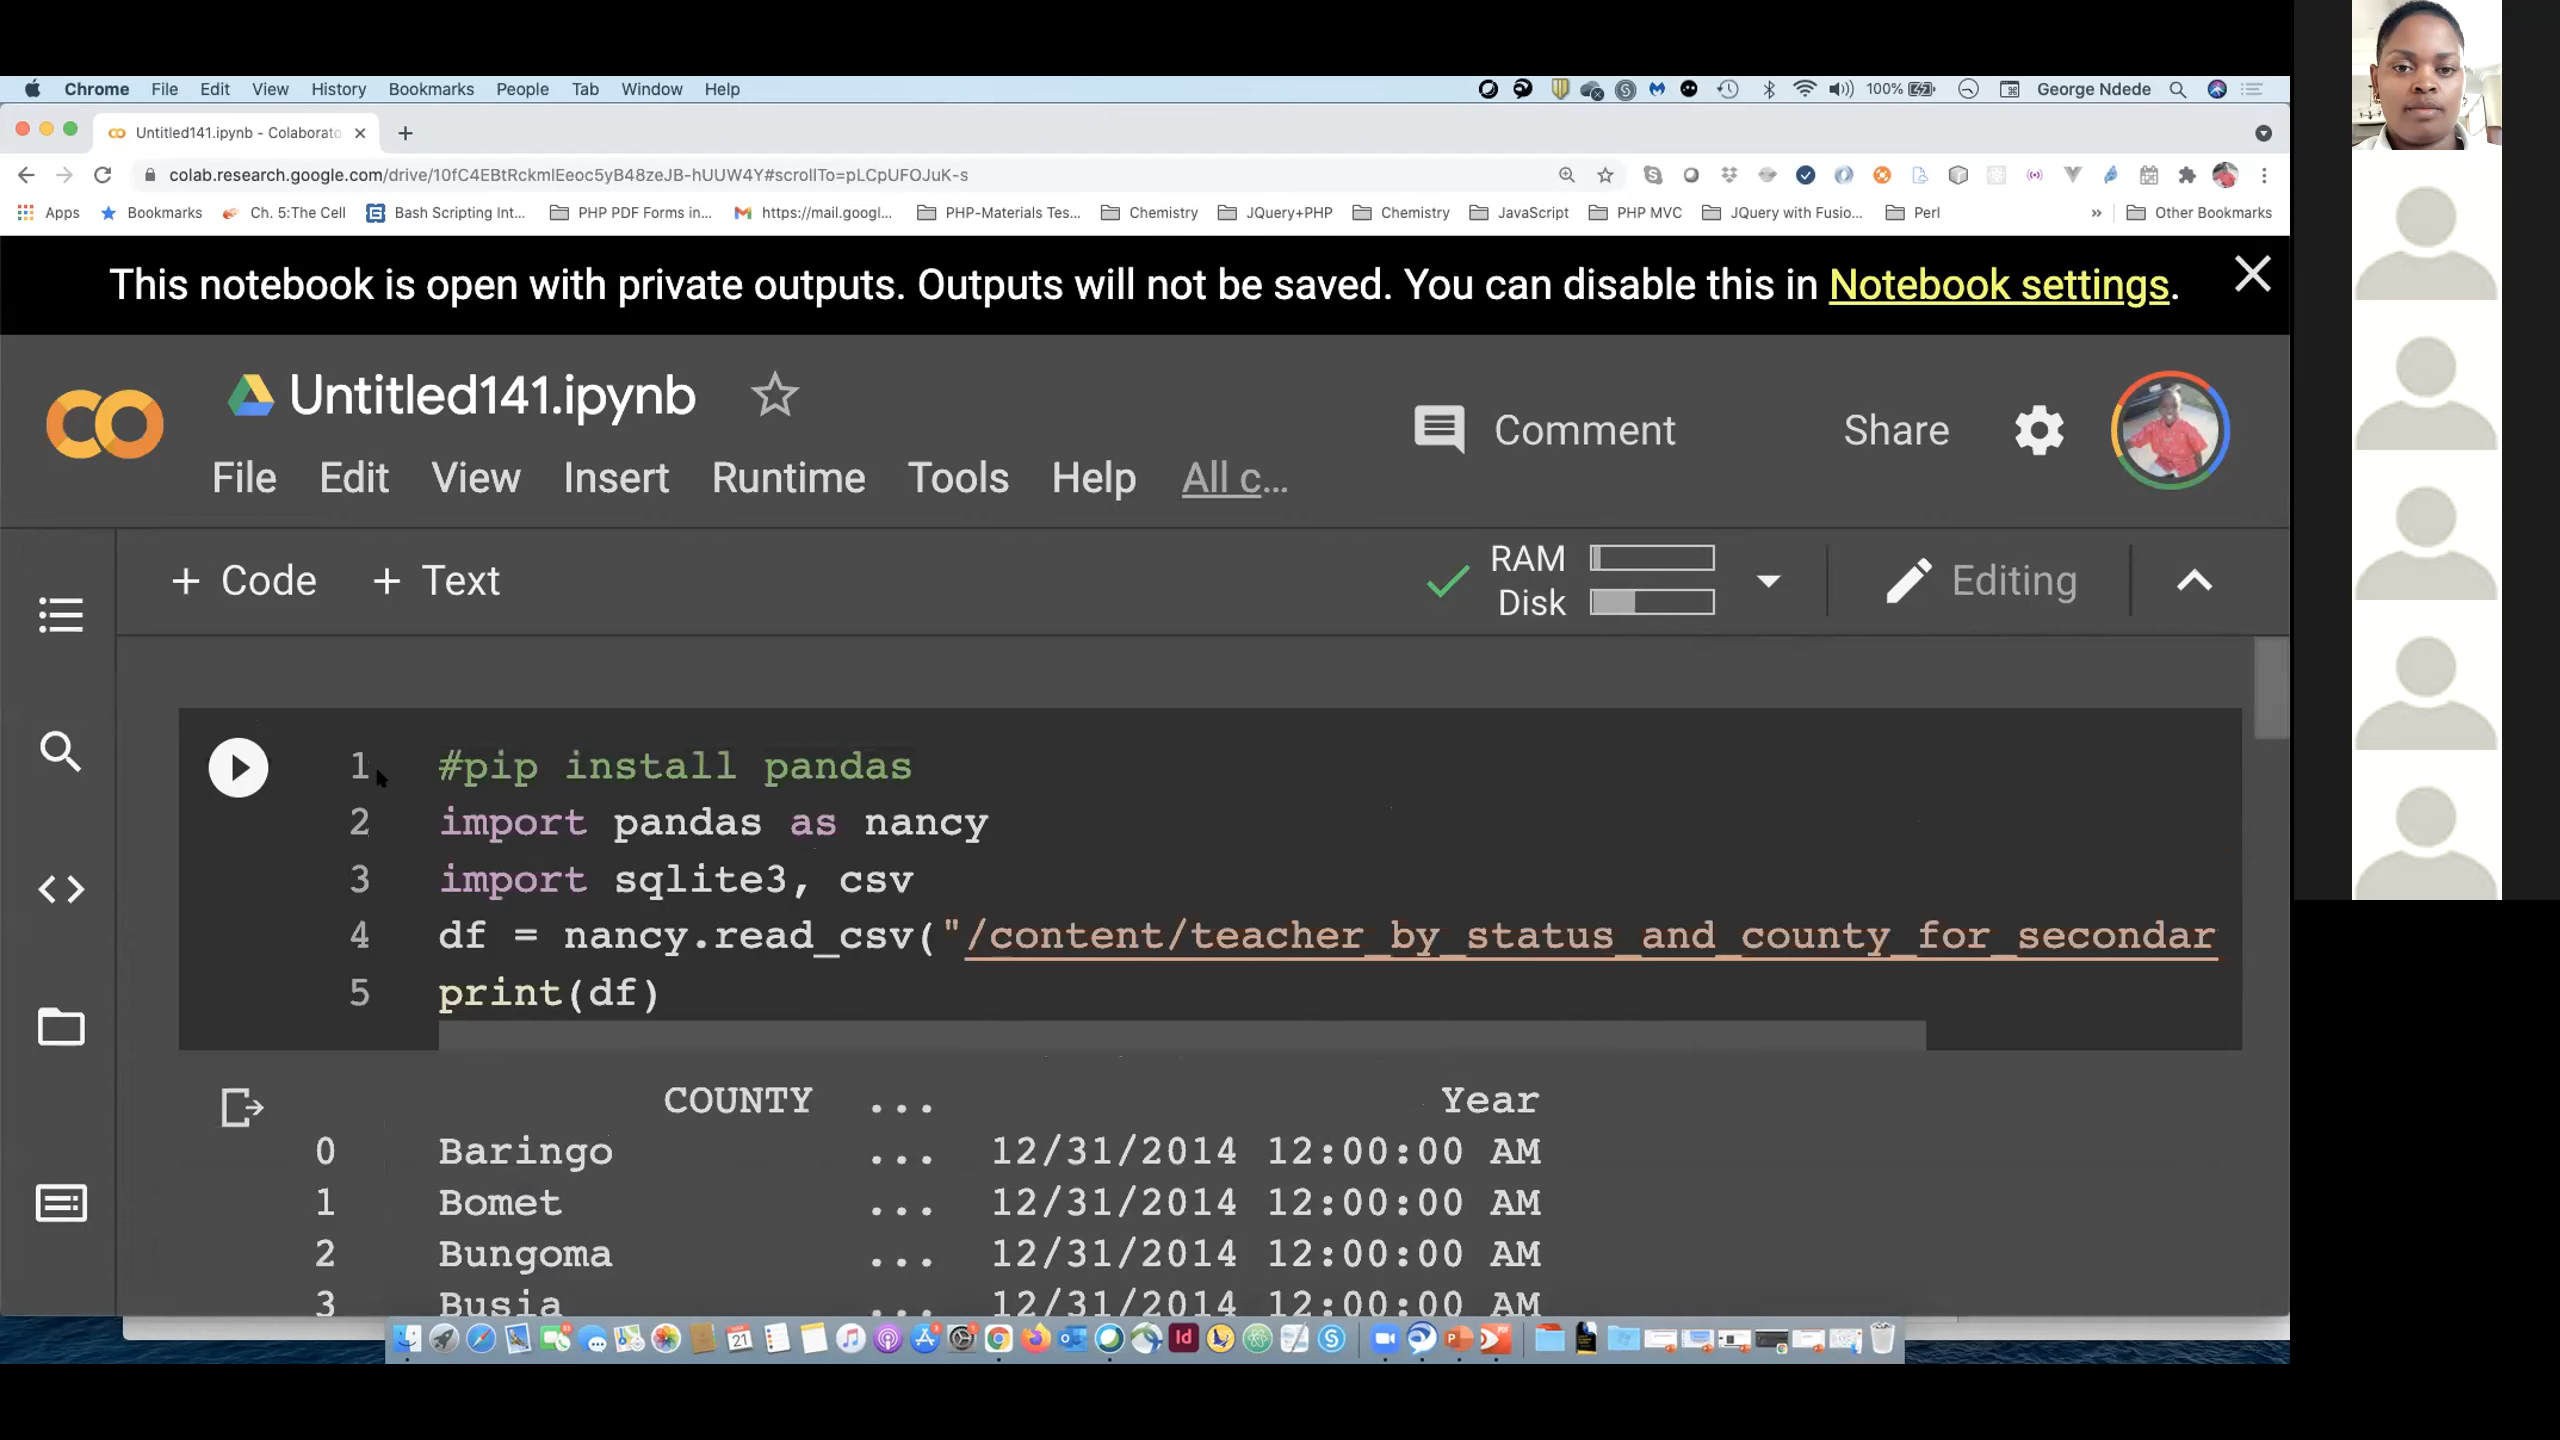 Chrome File Edit View History Bookmarks People Tab Window Help 100% George Ndede
Untitled141.ipynb - Colaborato
colab.research.google.com/drive/10fC4EBtRckmIEeoc5yB48zeJB-hUUW4Y#scrollTo=pLCpUFOJuK-s
Apps Bookmarks Ch. 5:The Cell Bash Scripting Int... PHP PDF Forms in... https://mail.googl... PHP-Materials Tes... Chemistry JQuery+PHP Chemistry JavaScript PHP MVC JQuery with Fusio... Perl » Other Bookmarks
This notebook is open with private outputs. Outputs will not be saved. You can disable this in Notebook settings.
Untitled141.ipynb
Comment Share
File Edit View Insert Runtime Tools Help All c...
+ Code + Text
RAM
Disk
Editing
1 #pip install pandas
2 import pandas as nancy
3 import sqlite3, csv
4 df = nancy.read_csv("/content/teacher_by_status_and_county_for_secondar
5 print(df)
COUNTY ... Year
0 Baringo ... 12/31/2014 12:00:00 AM
1 Bomet ... 12/31/2014 12:00:00 AM
2 Bungoma ... 12/31/2014 12:00:00 AM
3 Busia ... 12/31/2014 12:00:00 AM
21
Id